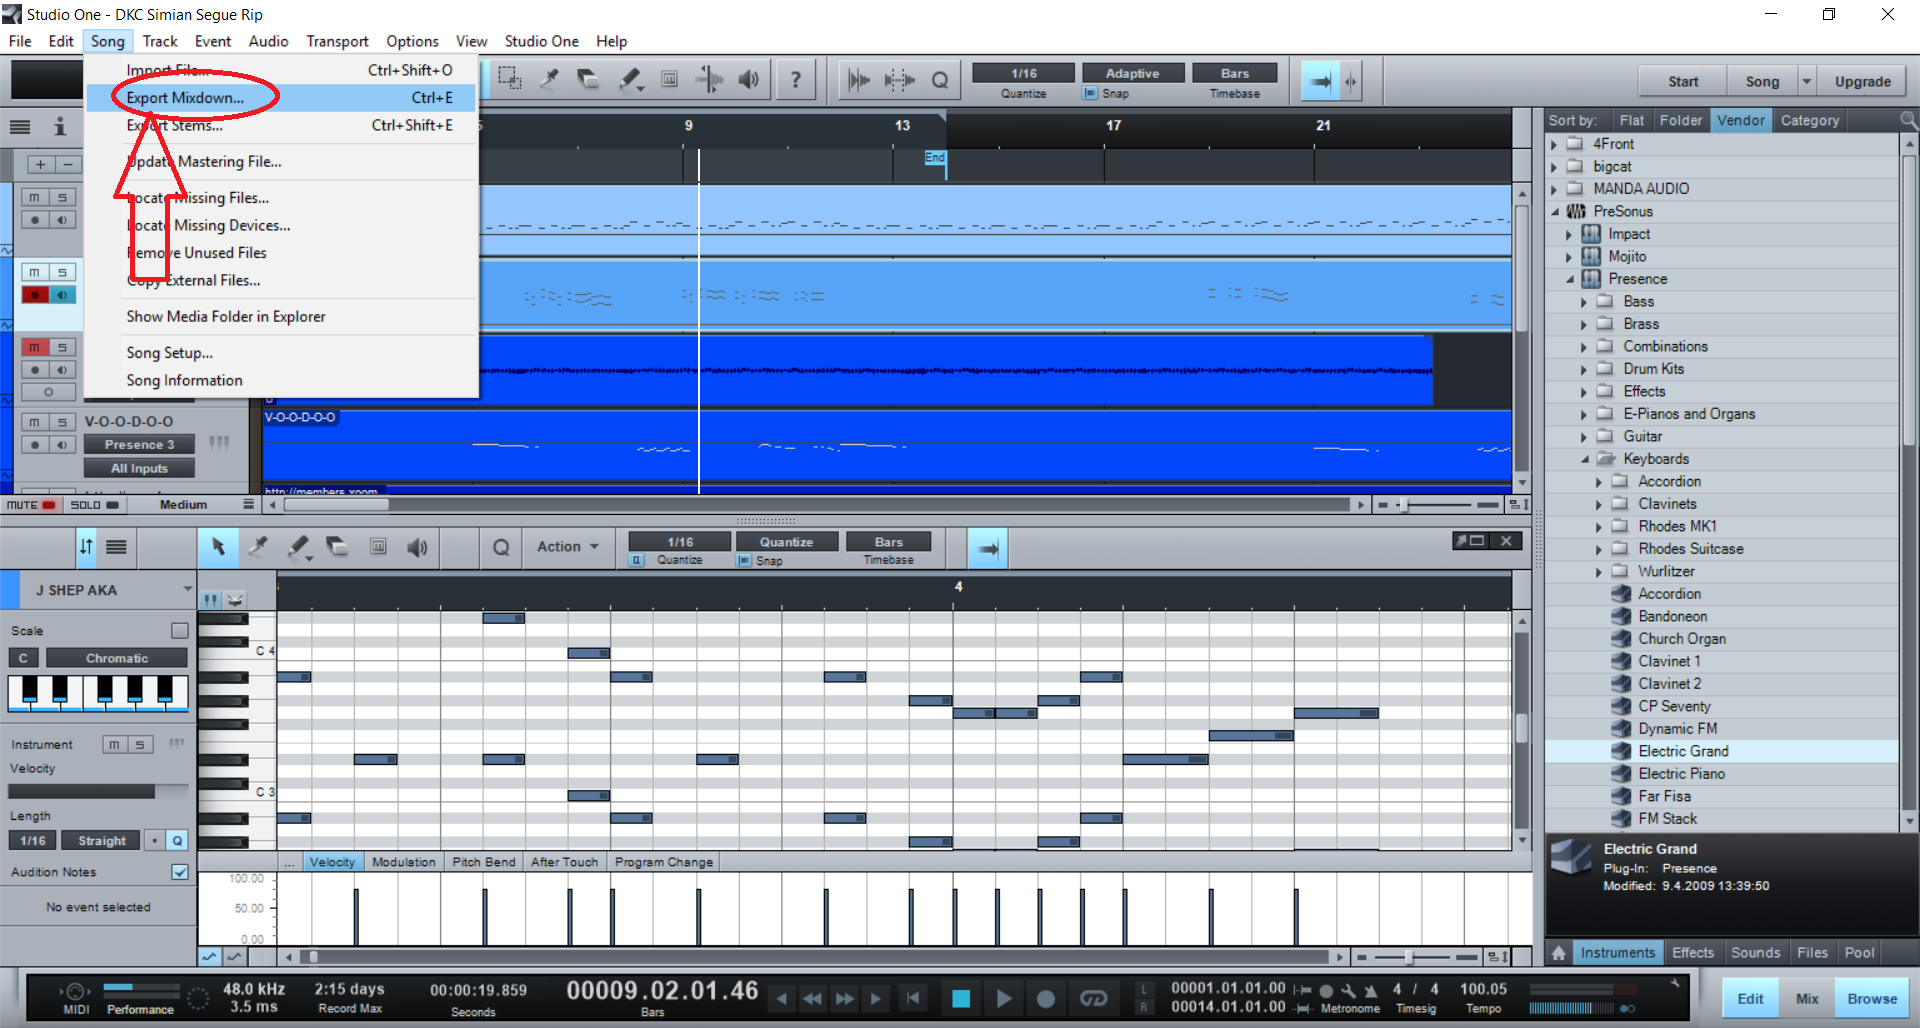 Studio One - DKC Simian Segue Rip
File Edit Song Track Event Audio Transport Options View Studio One Help
Import File... Ctrl+Shift+O
Export Mixdown... Ctrl+E
Export Stems... Ctrl+Shift+E
Update Mastering File...
Locate Missing Files...
Locate Missing Devices...
Remove Unused Files
Copy External Files...
Show Media Folder in Explorer
Song Setup...
Song Information
? Q
1/16 Adaptive Bars
Quantize Snap Timebase
Start Song Upgrade
i
5 9 13 17 21
End
+ -
m s
m s
m s
m s V-O-O-D-O-O
Presence 3
All Inputs
V-O-O-D-O-O
http://members.xoom
MUTE SOLO Medium
Sort by: Flat Folder Vendor Category
4Front
bigcat
MANDA AUDIO
PreSonus
Impact
Mojito
Presence
Bass
Brass
Combinations
Drum Kits
Effects
E-Pianos and Organs
Guitar
Keyboards
Accordion
Clavinets
Rhodes MK1
Rhodes Suitcase
Wurlitzer
Accordion
Bandoneon
Church Organ
Clavinet 1
Clavinet 2
CP Seventy
Dynamic FM
Electric Grand
Electric Piano
Far Fisa
FM Stack
Electric Grand
Plug-In: Presence
Modified: 9.4.2009 13:39:50
Instruments Effects Sounds Files Pool
Q Action 1/16 Quantize Bars
Quantize Snap Timebase
J SHEP AKA
4
Scale
C Chromatic
C 4
C 3
Instrument m s
Velocity
Length
1/16 Straight Q
Audition Notes
No event selected
... Velocity Modulation Pitch Bend After Touch Program Change
100.00
50.00
0.00
MIDI Performance
48.0 kHz
3.5 ms
2:15 days
Record Max
00:00:19.859
Seconds
00009.02.01.46
Bars
L 00001.01.01.00
R 00014.01.01.00
Metronome
4 / 4
Timesig
100.05
Tempo
Edit Mix Browse